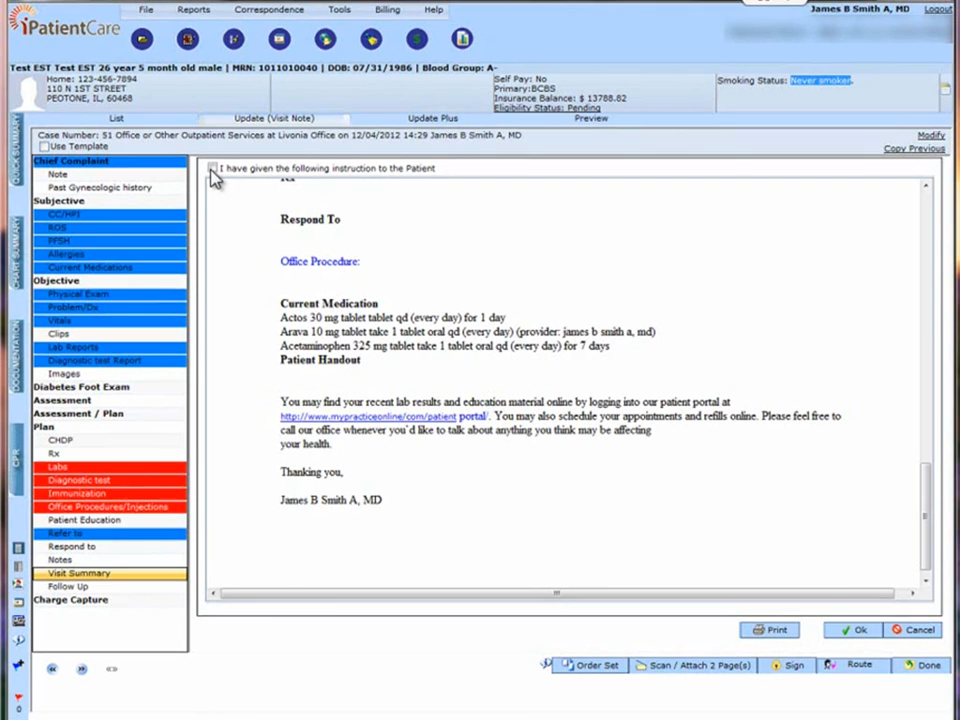 iPatientCare
File Reports Correspondence Tools Billing Help
James B Smith A, MD Logout
Test EST Test EST 26 year 5 month old male | MRN: 1011010040 | DOB: 07/31/1986 | Blood Group: A-
Home: 123-456-7894
110 N 1ST STREET
PEOTONE, IL, 60468
Self Pay: No
Primary:BCBS
Insurance Balance: $ 13788.82
Eligibility Status: Pending
Smoking Status: Never smoker.
List Update (Visit Note) Update Plus Preview
Case Number: 51 Office or Other Outpatient Services at Livonia Office on 12/04/2012 14:29 James B Smith A, MD
Modify
Use Template
Copy Previous
QUICK SUMMARY
CHART SUMMARY
DOCUMENTATION
CPR
Chief Complaint
Note
Past Gynecologic history
Subjective
CC/HPI
ROS
PFSH
Allergies
Current Medications
Objective
Physical Exam
Problem/Dx
Vitals
Clips
Lab Reports
Diagnostic test Report
Images
Diabetes Foot Exam
Assessment
Assessment / Plan
Plan
CHDP
Rx
Labs
Diagnostic test
Immunization
Office Procedures/Injections
Patient Education
Refer to
Respond to
Notes
Visit Summary
Follow Up
Charge Capture
0
I have given the following instruction to the Patient
Respond To
Office Procedure:
Current Medication
Actos 30 mg tablet tablet qd (every day) for 1 day
Arava 10 mg tablet take 1 tablet oral qd (every day) (provider: james b smith a, md)
Acetaminophen 325 mg tablet take 1 tablet oral qd (every day) for 7 days
Patient Handout
You may find your recent lab results and education material online by logging into our patient portal at
http://www.mypracticeonline/com/patient portal/. You may also schedule your appointments and refills online. Please feel free to
call our office whenever you`d like to talk about anything you think may be affecting
your health.
Thanking you,
James B Smith A, MD
Print Ok Cancel
Order Set Scan / Attach 2 Page(s) Sign Route Done